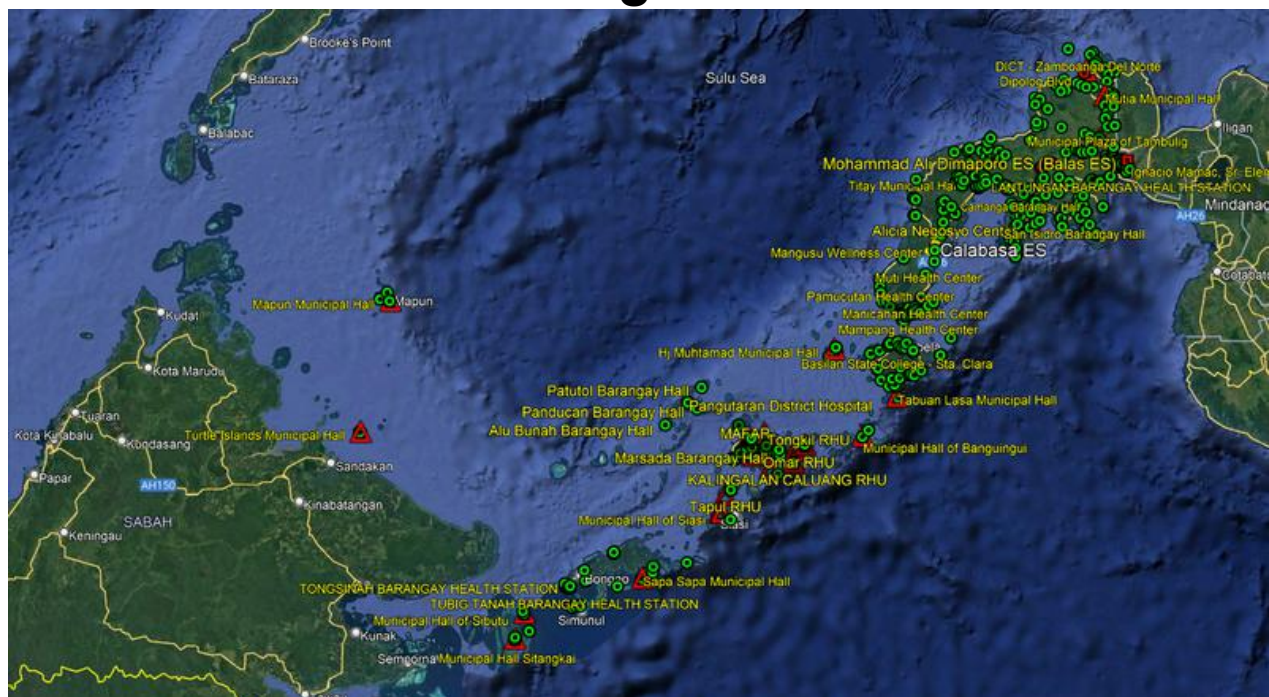 Brooke's Point
Bataraza
Balabac
Sulu Sea
DICT - Zamboanga Del Norte
Dipolog Blvd
Mutia Municipal Hall
Iligan
Municipal Plaza of Tambulig
Mohammad Ali Dimaporo ES (Balas ES)
Ignacio Mamac, Sr. Elem
Titay Municipal Hall
LANTUNGAN BARANGAY HEALTH STATION
Camanga Barangay Hall
Mindanao
AH26
Alicia Negosyo Center
San Isidro Barangay Hall
Mangusu Wellness Center
Calabasa ES
Muti Health Center
Cotabato
Mapun Municipal Hall
Mapun
Pamucutan Health Center
Kudat
Manicahan Health Center
Mampang Health Center
Hj Muhtamad Municipal Hall
Basilan State College - Sta. Clara
Kota Marudu
Patutol Barangay Hall
Tabuan Lasa Municipal Hall
Panducan Barangay Hall
Pangutaran District Hospital
Tuaran
Alu Bunah Barangay Hall
MAFAR
Tongkil RHU
Kota Kinabalu
Kondasang
Turtle Islands Municipal Hall
Municipal Hall of Banguingui
Marsada Barangay Hall
Omar RHU
Sandakan
Papar
AH150
KALINGALAN CALUANG RHU
Kinabatangan
Tapul RHU
SABAH
Municipal Hall of Siasi
Siasi
Keningau
Bongao
Sapa Sapa Municipal Hall
TONGSINAH BARANGAY HEALTH STATION
TUBIG TANAH BARANGAY HEALTH STATION
Municipal Hall of Sibutu
Simunul
Kunak
Semporna
Municipal Hall Sitangkai